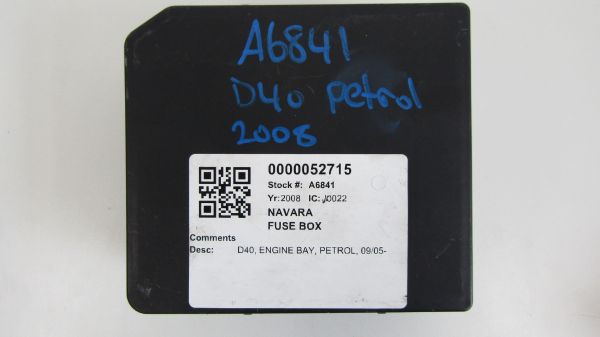 A6841
D40 Petrol
2008
0000052715
Stock #: A6841
Yr:2008 IC: J0022
NAVARA
FUSE BOX
Comments
Desc: D40, ENGINE BAY, PETROL, 09/05-